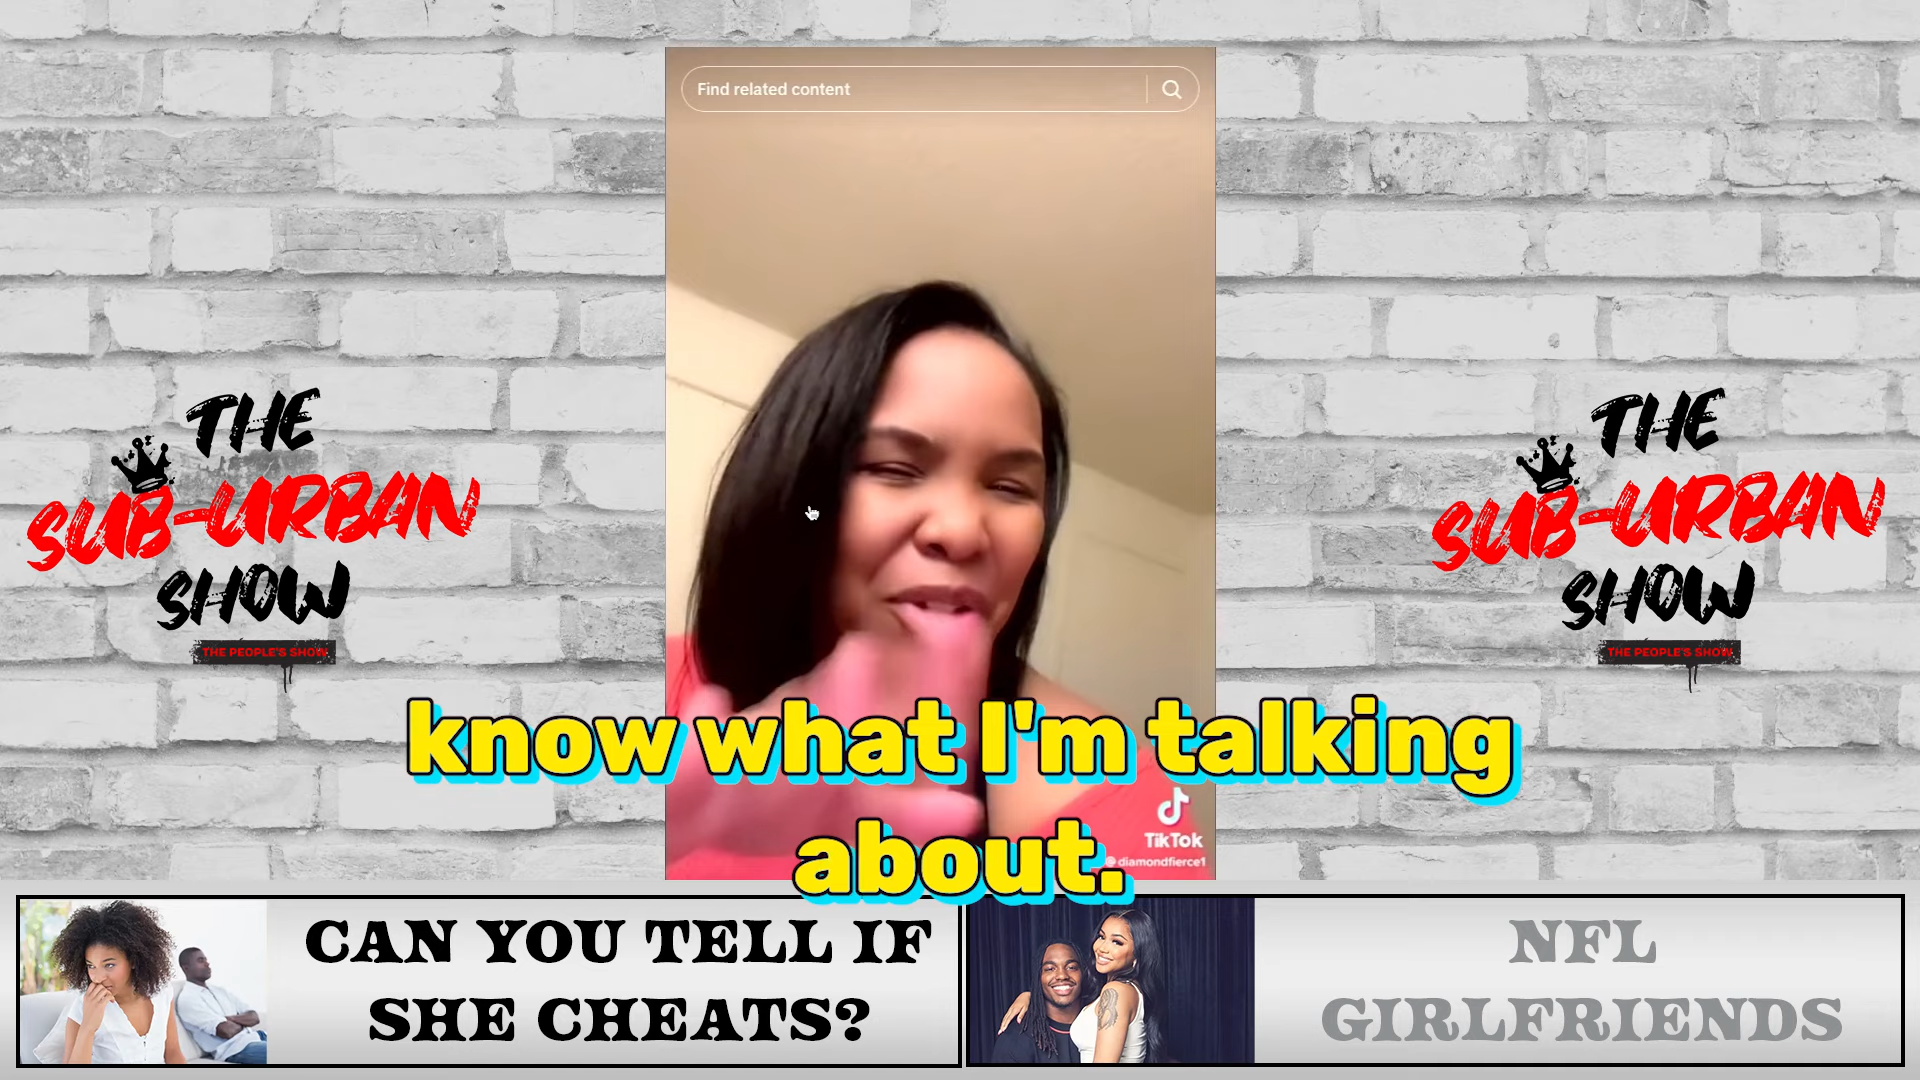 Find related content
THE
SUB-URBAN
SHOW
THE PEOPLE'S SHOW
THE
SUB-URBAN
SHOW
THE PEOPLE'S SHOW
know what I'm talking
about.
TikTok
@diamondfierce1
CAN YOU TELL IF
SHE CHEATS?
NFL
GIRLFRIENDS